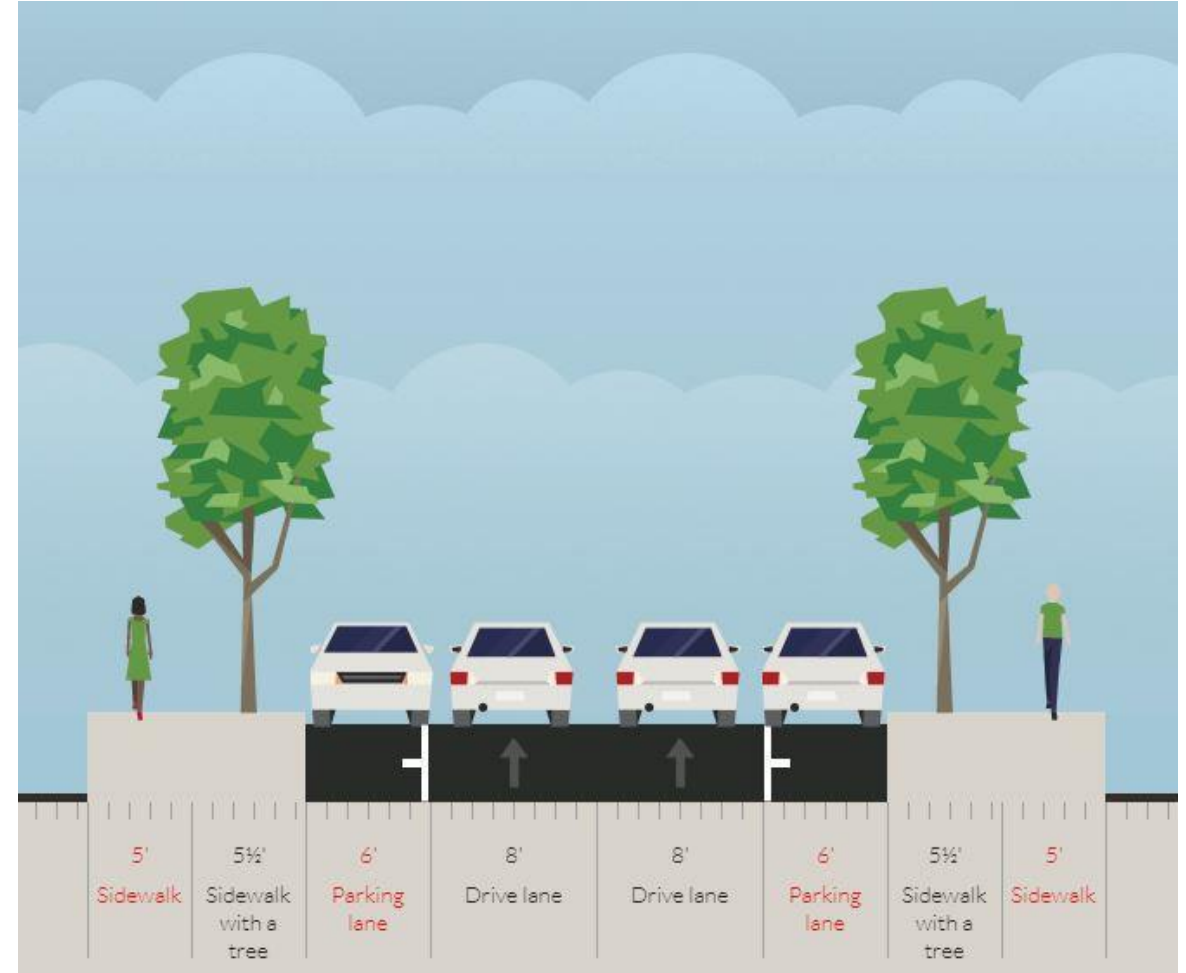 5' 5½' 6' 8' 8' 6' 5½' 5'
Sidewalk Sidewalk Parking Drive lane Drive lane Parking Sidewalk Sidewalk
with a lane lane with a
tree tree